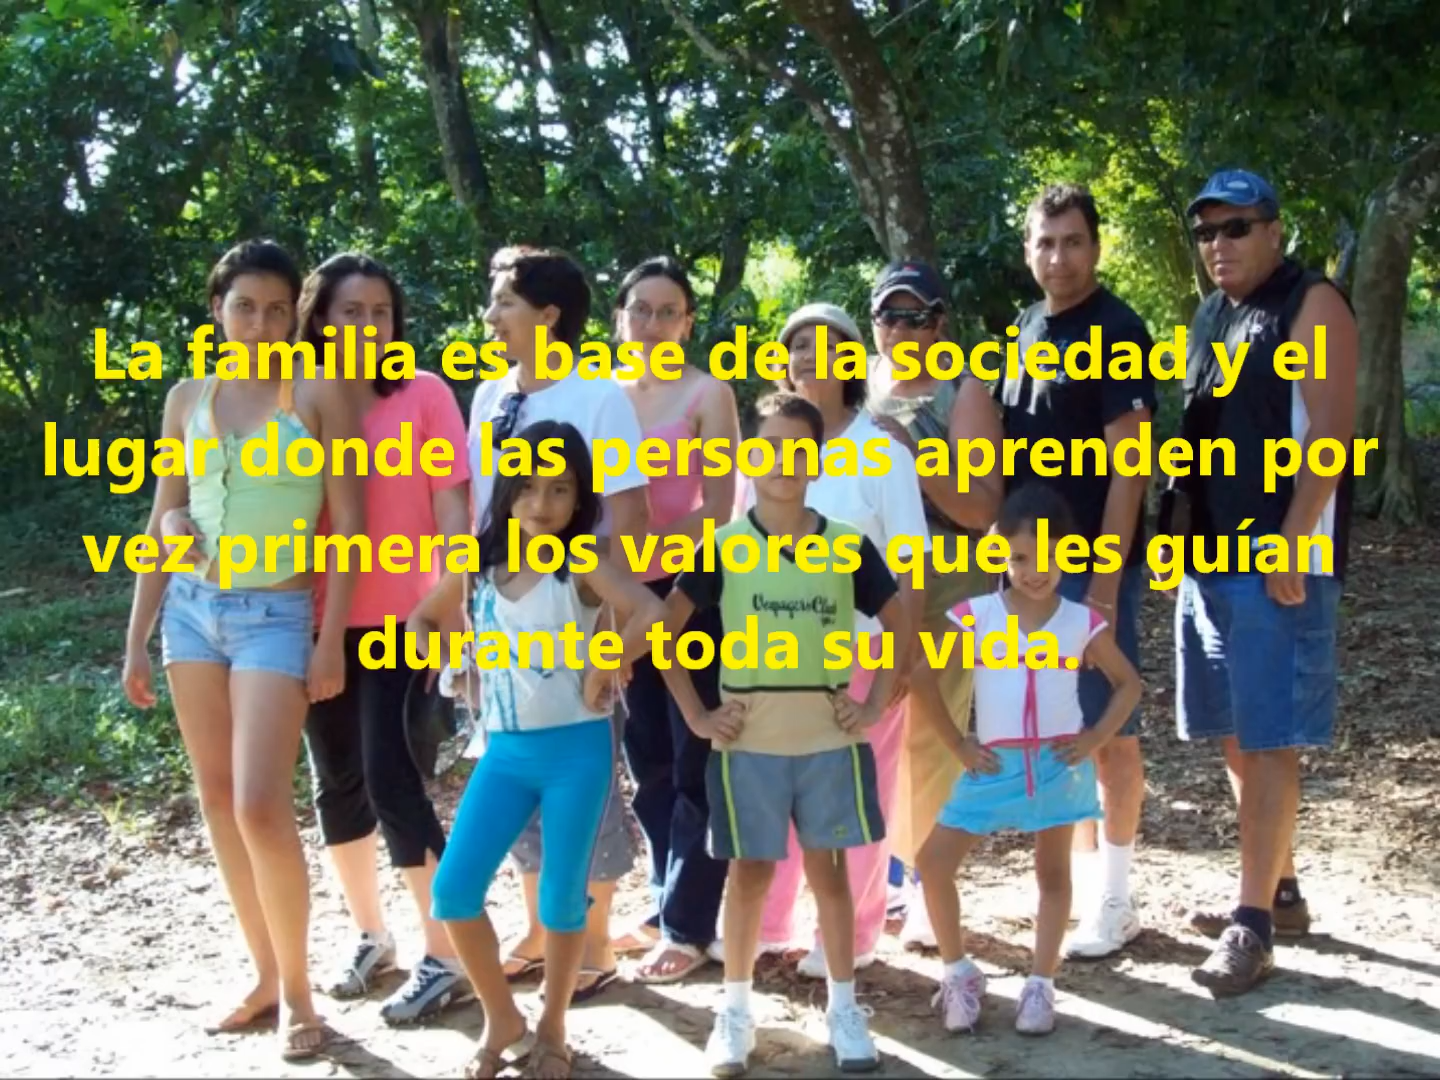 La familia es base de la sociedad y el
lugar donde las personas aprenden por
vez primera los valores que les guían
durante toda su vida.